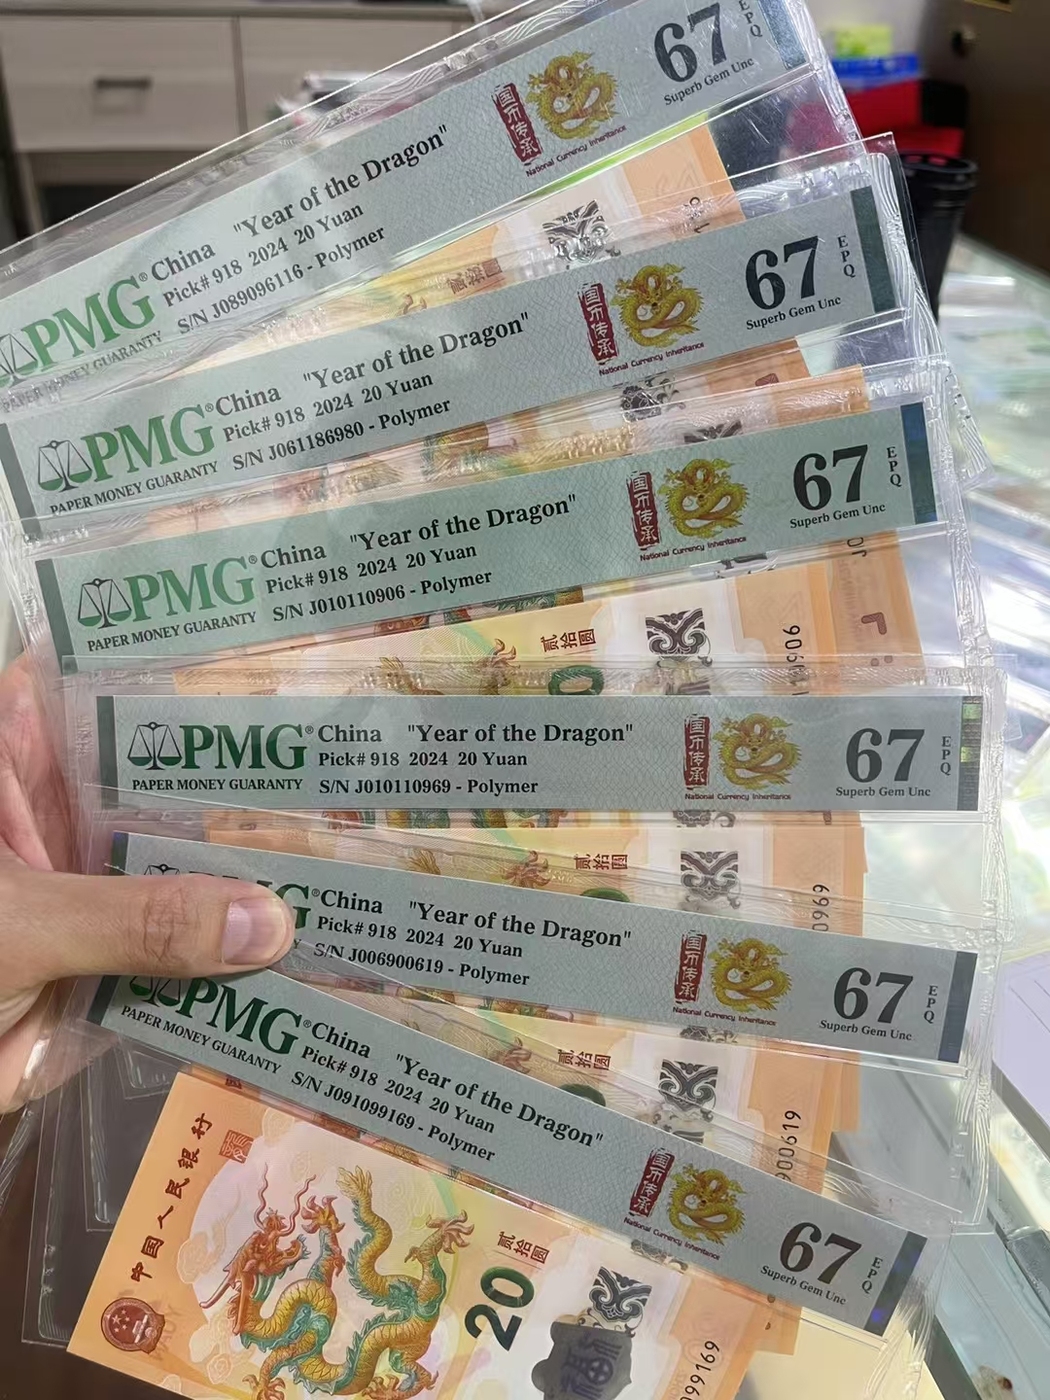 PMG®
PAPER MONEY GUARANTY
China "Year of the Dragon"
Pick# 918 2024 20 Yuan
S/N J089096116 - Polymer
国币传承
National Currency Inheritance
67
EPQ
Superb Gem Unc
PMG®
PAPER MONEY GUARANTY
China "Year of the Dragon"
Pick# 918 2024 20 Yuan
S/N J061186980 - Polymer
国币传承
National Currency Inheritance
67
EPQ
Superb Gem Unc
PMG®
PAPER MONEY GUARANTY
China "Year of the Dragon"
Pick# 918 2024 20 Yuan
S/N J010110906 - Polymer
国币传承
National Currency Inheritance
67
EPQ
Superb Gem Unc
贰拾圆
PMG®
PAPER MONEY GUARANTY
China "Year of the Dragon"
Pick# 918 2024 20 Yuan
S/N J010110969 - Polymer
国币传承
National Currency Inheritance
67
EPQ
Superb Gem Unc
贰拾圆
0969
®China "Year of the Dragon"
Pick# 918 2024 20 Yuan
S/N J006900619 - Polymer
国币传承
National Currency Inheritance
67
EPQ
Superb Gem Unc
贰拾圆
900619
PMG®
PAPER MONEY GUARANTY
China "Year of the Dragon"
Pick# 918 2024 20 Yuan
S/N J091099169 - Polymer
国币传承
National Currency Inheritance
67
EPQ
Superb Gem Unc
中国人民银行
贰拾圆
20
99169